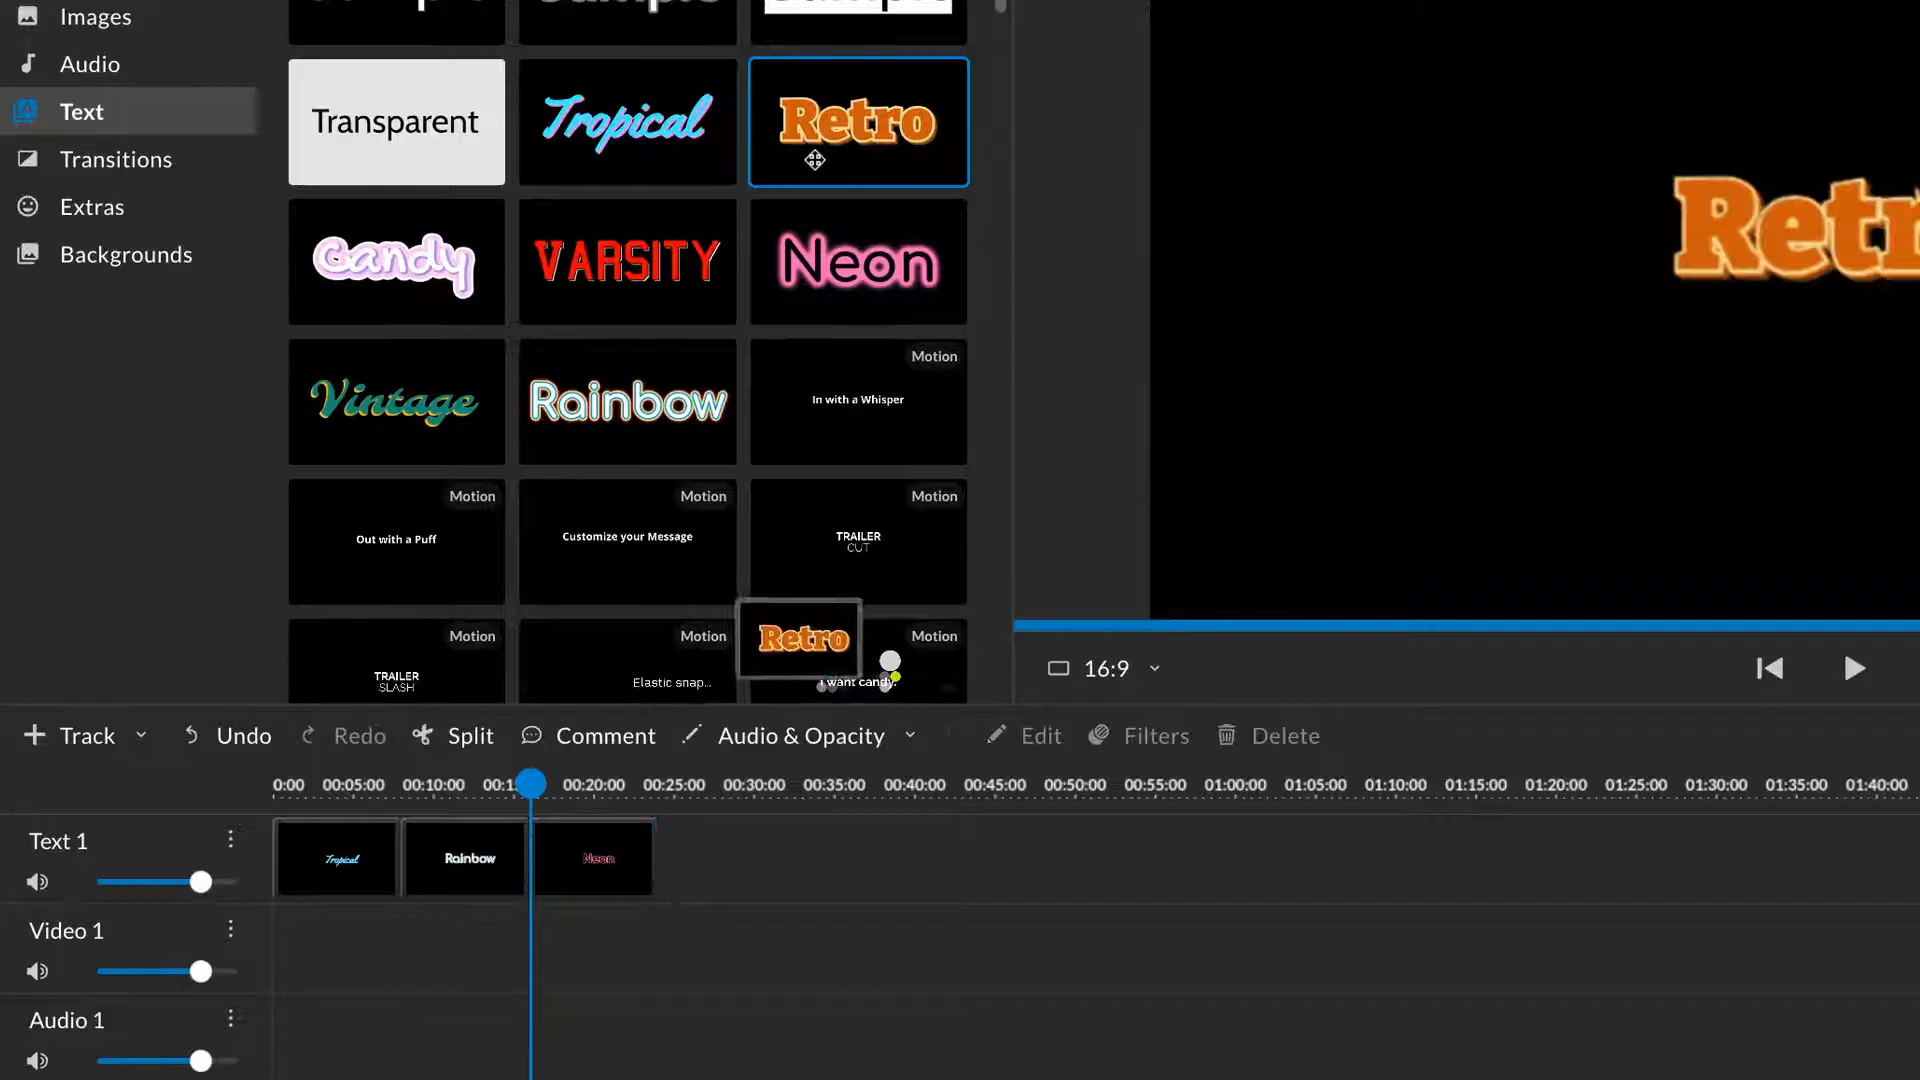 Images
Audio
Text
Transitions
Extras
Backgrounds
Sample
Transparent
Tropical
Retro
Candy
VARSITY
Neon
Vintage
Rainbow
Motion
In with a Whisper
Motion
Out with a Puff
Motion
Customize your Message
Motion
TRAILER
CUT
Motion
TRAILER
SLASH
Motion
Elastic snap...
Retro
Motion
I want candy.
16:9
Track
Undo
Redo
Split
Comment
Audio & Opacity
Edit
Filters
Delete
0:00 00:05:00 00:10:00 00:1 00:20:00 00:25:00 00:30:00 00:35:00 00:40:00 00:45:00 00:50:00 00:55:00 01:00:00 01:05:00 01:10:00 01:15:00 01:20:00 01:25:00 01:30:00 01:35:00 01:40:00
Text 1
Tropical
Rainbow
Neon
Video 1
Audio 1